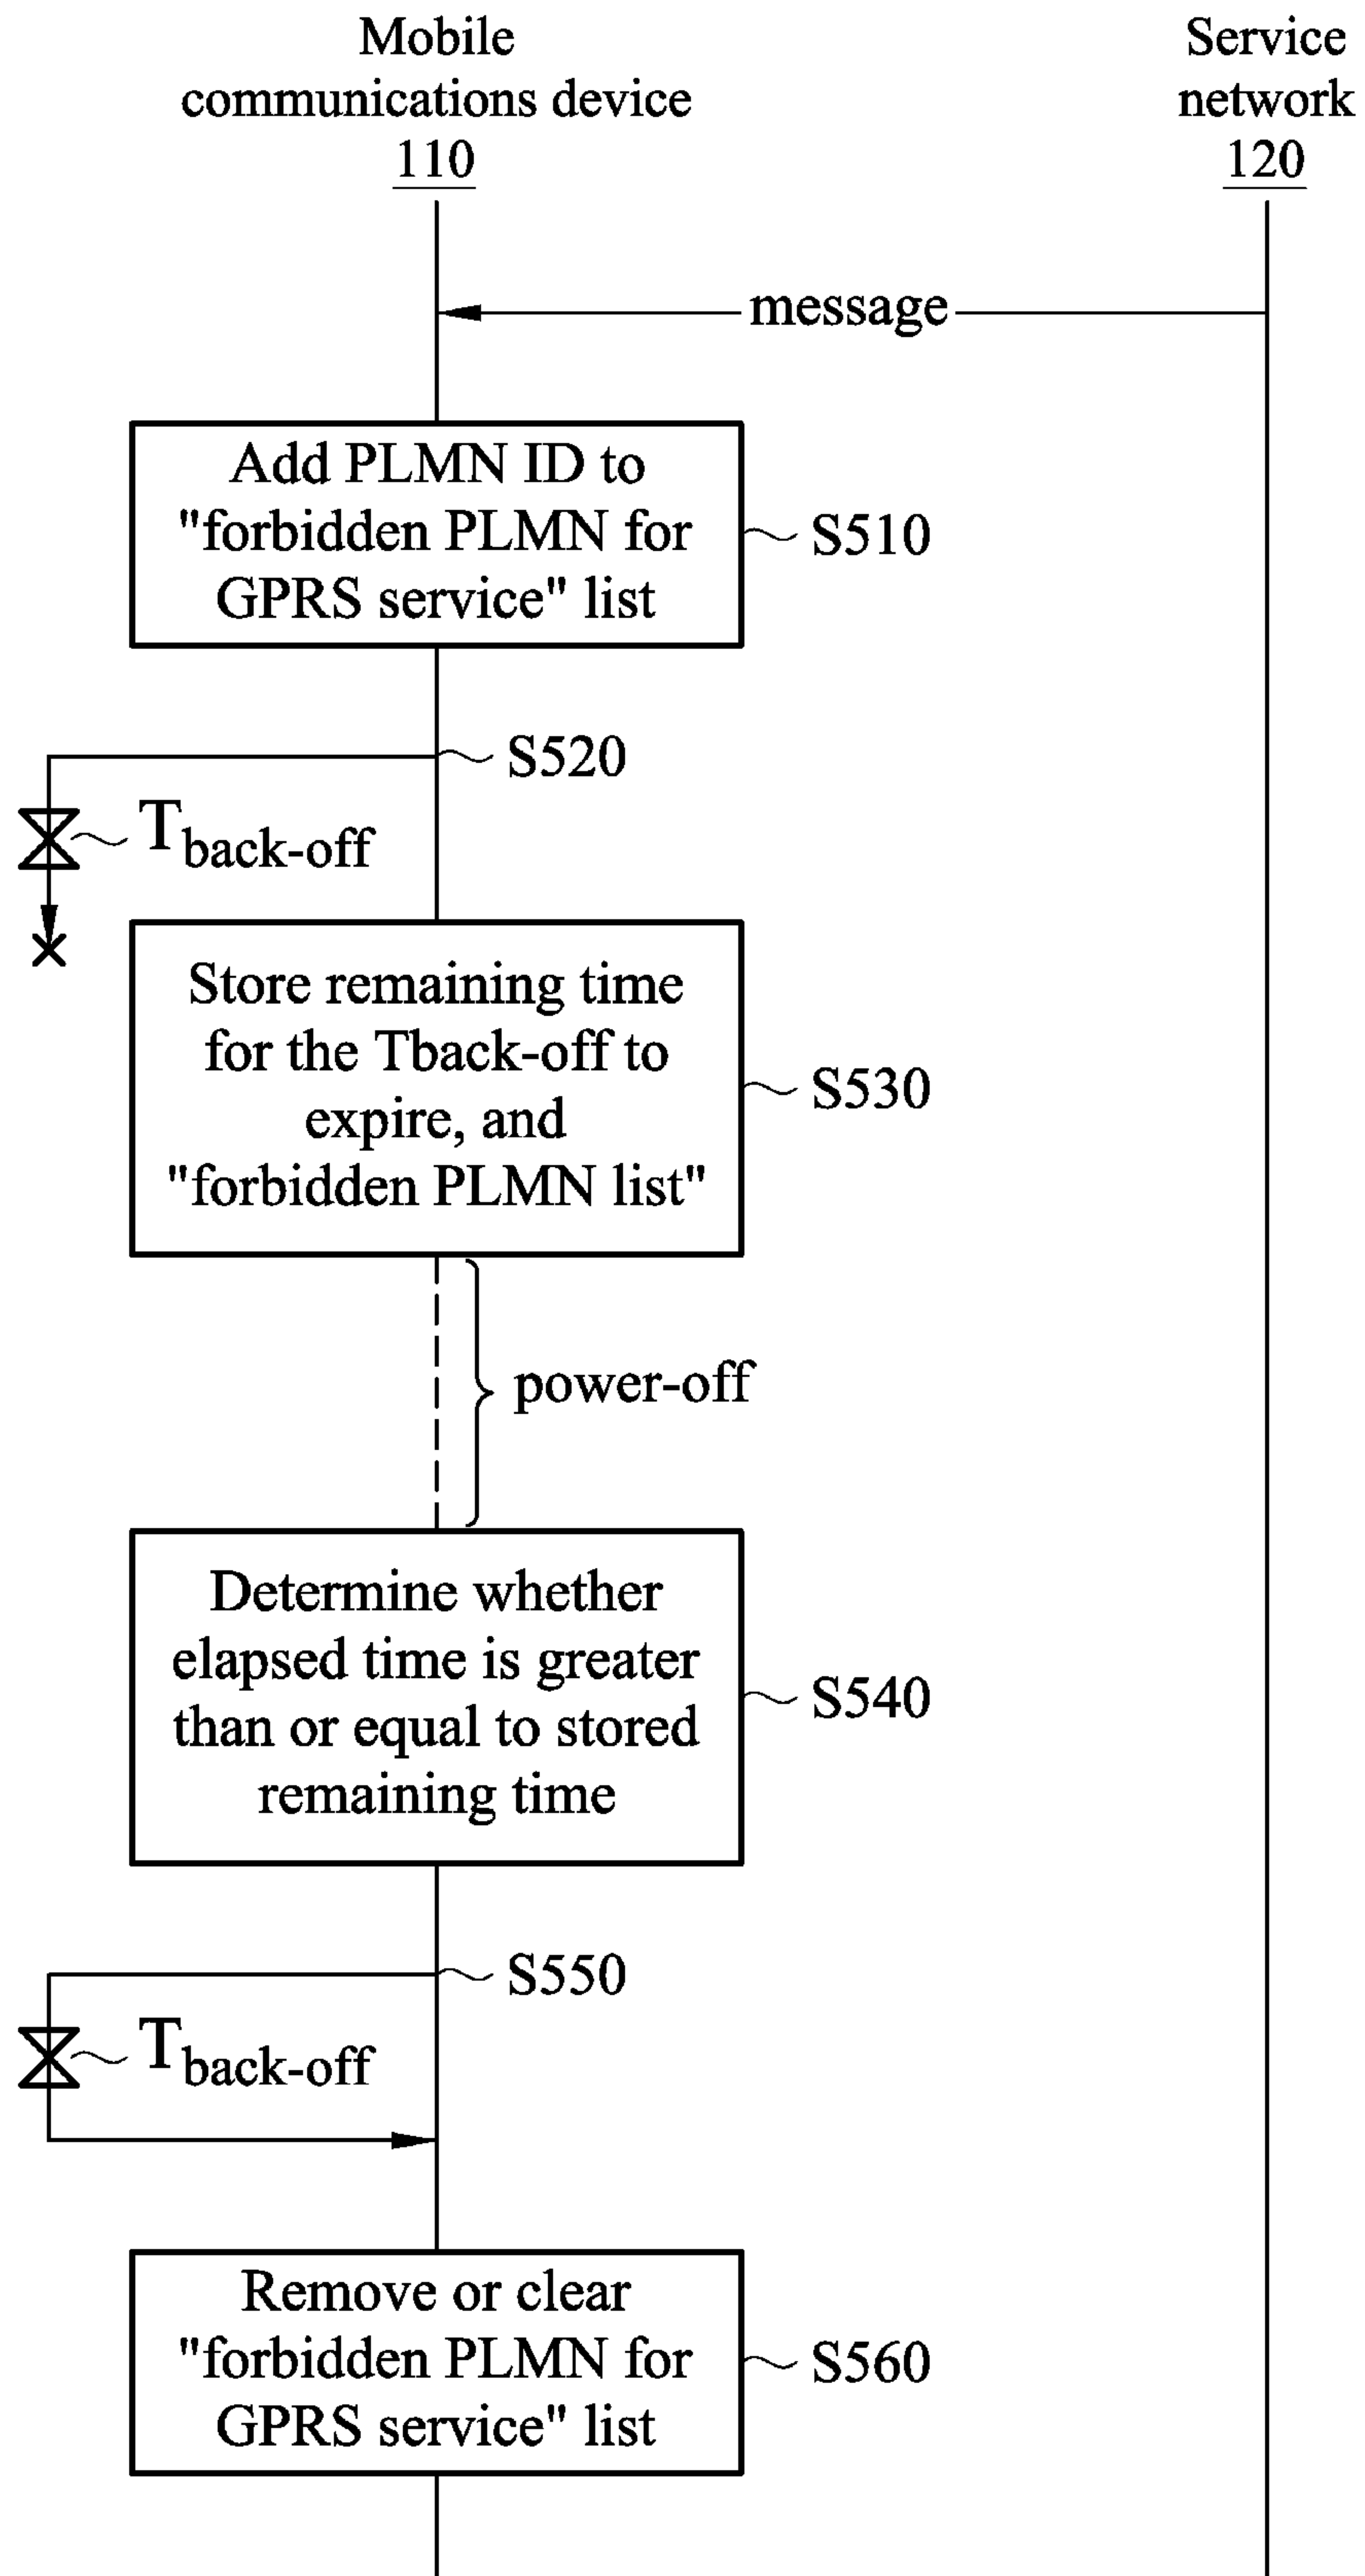 Mobile
communications device
110
Service
network
120
message
Add PLMN ID to
"forbidden PLMN for
GPRS service" list
S510
S520
Tback-off
Store remaining time
for the Tback-off to
expire, and
"forbidden PLMN list"
S530
power-off
Determine whether
elapsed time is greater
than or equal to stored
remaining time
S540
S550
Tback-off
Remove or clear
"forbidden PLMN for
GPRS service" list
S560